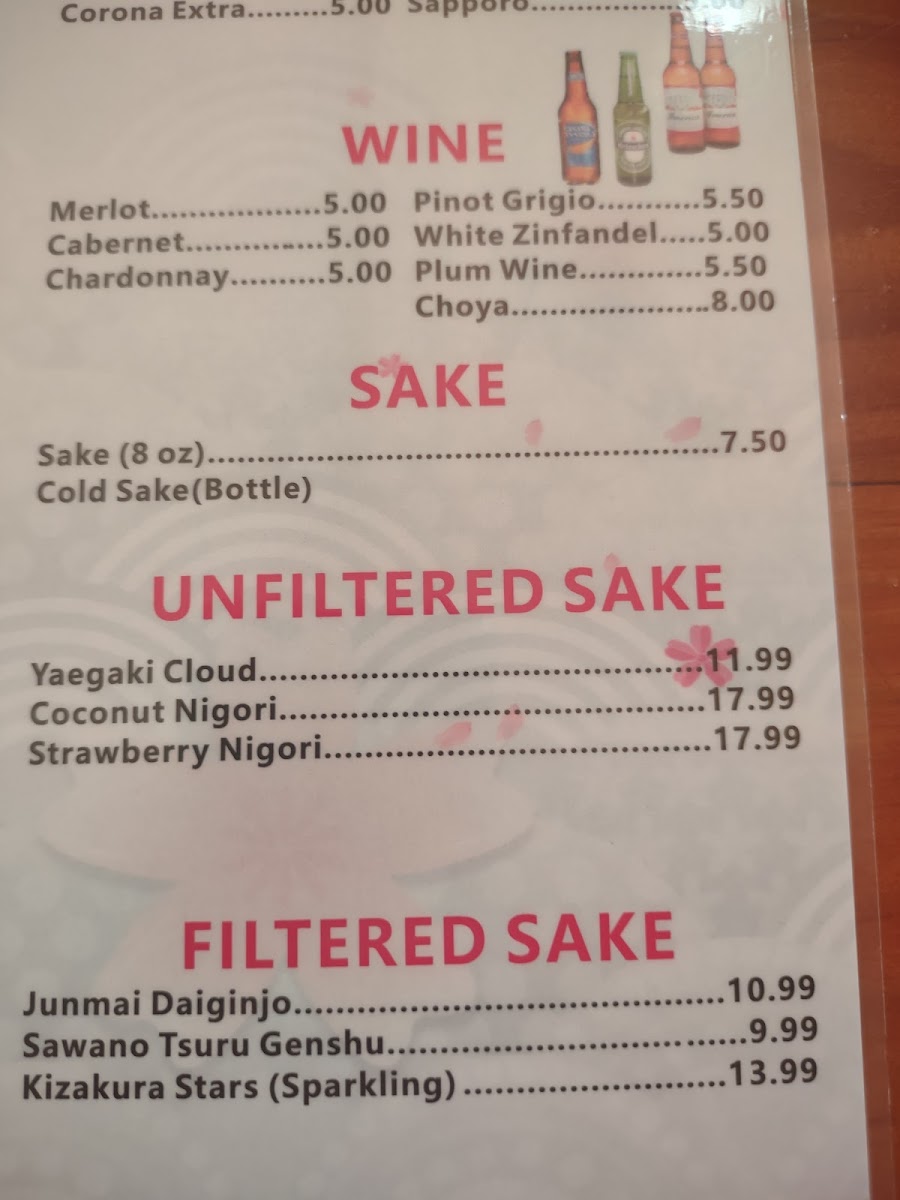 Corona Extra.........5.00 Sapporo.................5.00
WINE
Merlot.................5.00 Pinot Grigio...........5.50
Cabernet..............5.00 White Zinfandel.....5.00
Chardonnay..........5.00 Plum Wine.............5.50
Choya.....................8.00
SAKE
Sake (8 oz)....................................................7.50
Cold Sake(Bottle)
UNFILTERED SAKE
Yaegaki Cloud.............................................11.99
Coconut Nigori...........................................17.99
Strawberry Nigori.......................................17.99
FILTERED SAKE
Junmai Daiginjo...........................................10.99
Sawano Tsuru Genshu....................................9.99
Kizakura Stars (Sparkling)..........................13.99